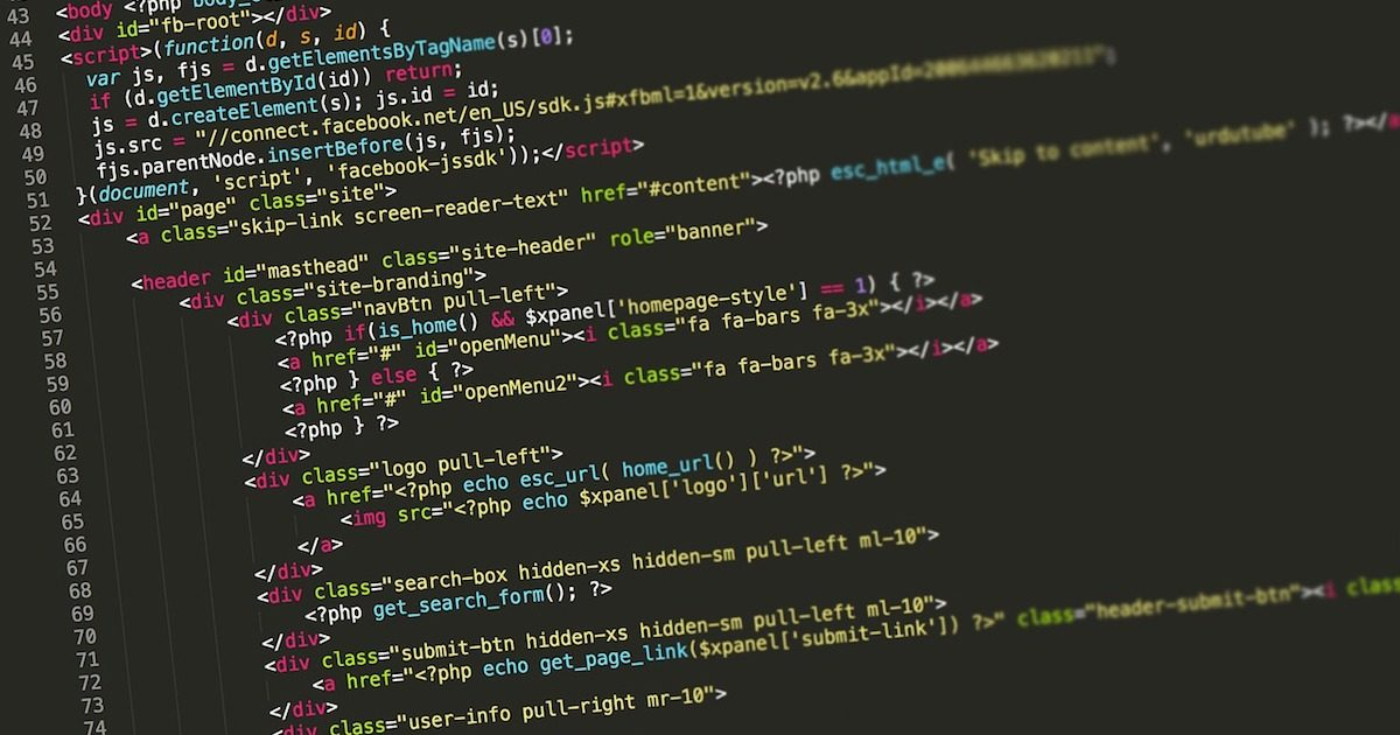 43 <body <?php
44 <div id="fb-root"></div>
45 <script>(function(d, s, id) {
46 var js, fjs = d.getElementsByTagName(s)[0];
47 if (d.getElementById(id)) return;
48 js = d.createElement(s); js.id = id;
49 js.src = "//connect.facebook.net/en_US/sdk.js#xfbml=1&version=v2.6&appId=
50 fjs.parentNode.insertBefore(js, fjs);
51 }(document, 'script', 'facebook-jssdk'));</script>
52 <div id="page" class="site">
53 <a class="skip-link screen-reader-text" href="#content"><?php esc_html_e( 'Skip to content', 'urdutube' ); ?></a
54
55 <header id="masthead" class="site-header" role="banner">
56 <div class="site-branding">
57 <div class="navBtn pull-left">
58 <?php if(is_home() && $xpanel['homepage-style'] == 1) { ?>
59 <a href="#" id="openMenu"><i class="fa fa-bars fa-3x"></i></a>
60 <?php } else { ?>
61 <a href="#" id="openMenu2"><i class="fa fa-bars fa-3x"></i></a>
62 <?php } ?>
63 </div>
64 <div class="logo pull-left">
65 <a href="<?php echo esc_url( home_url() ) ?>">
66 <img src="<?php echo $xpanel['logo']['url'] ?>">
67 </a>
68 </div>
69 <div class="search-box hidden-xs hidden-sm pull-left ml-10">
70 <?php get_search_form(); ?>
71 </div>
72 <div class="submit-btn hidden-xs hidden-sm pull-left ml-10">
73 <a href="<?php echo get_page_link($xpanel['submit-link']) ?>" class="header-submit-btn"><i class
74 </div>
<div class="user-info pull-right mr-10">